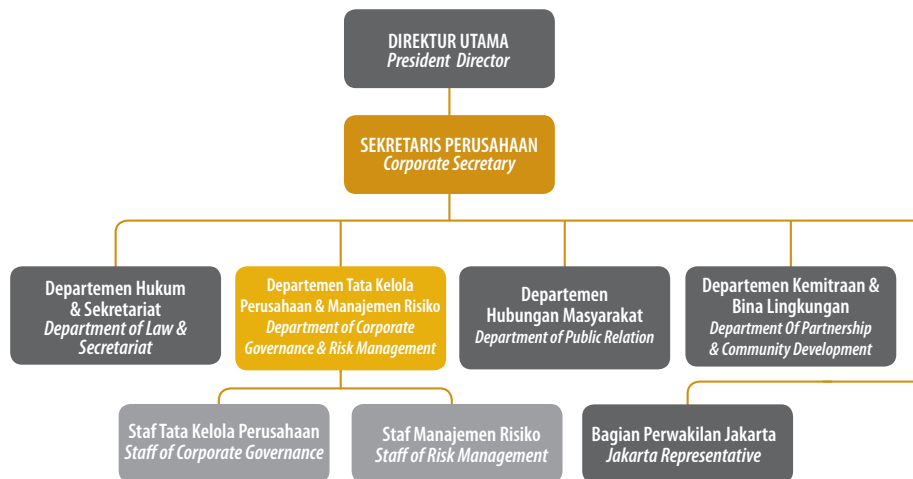 DIREKTUR UTAMA
President Director
SEKRETARIS PERUSAHAAN
Corporate Secretary
Departemen Hukum
& Sekretariat
Department of Law &
Secretariat
Departemen Tata Kelola
Perusahaan & Manajemen Risiko
Department of Corporate
Governance & Risk Management
Departemen
Hubungan Masyarakat
Department of Public Relation
Departemen Kemitraan &
Bina Lingkungan
Department Of Partnership
& Community Development
Staf Tata Kelola Perusahaan
Staff of Corporate Governance
Staf Manajemen Risiko
Staff of Risk Management
Bagian Perwakilan Jakarta
Jakarta Representative